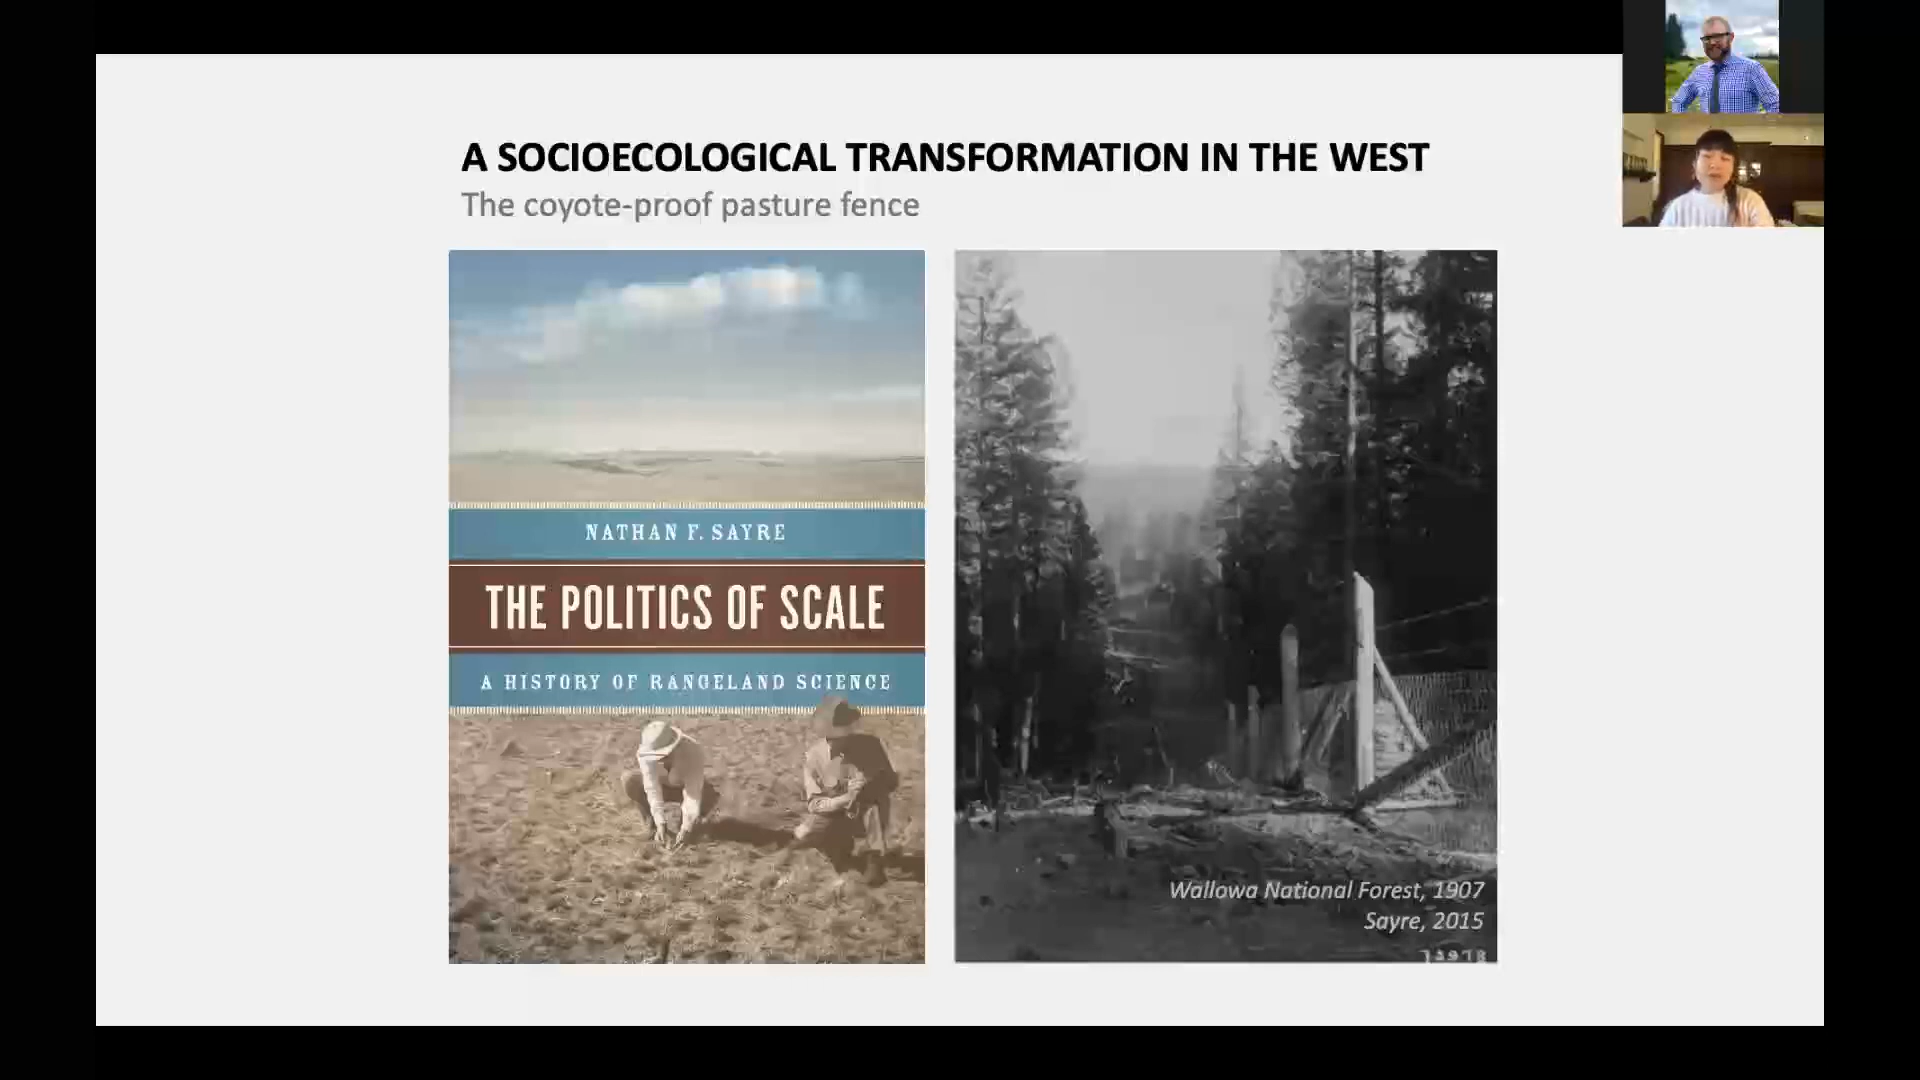 A SOCIOECOLOGICAL TRANSFORMATION IN THE WEST
The coyote-proof pasture fence
NATHAN F. SAYRE
THE POLITICS OF SCALE
A HISTORY OF RANGELAND SCIENCE
Wallowa National Forest, 1907
Sayre, 2015